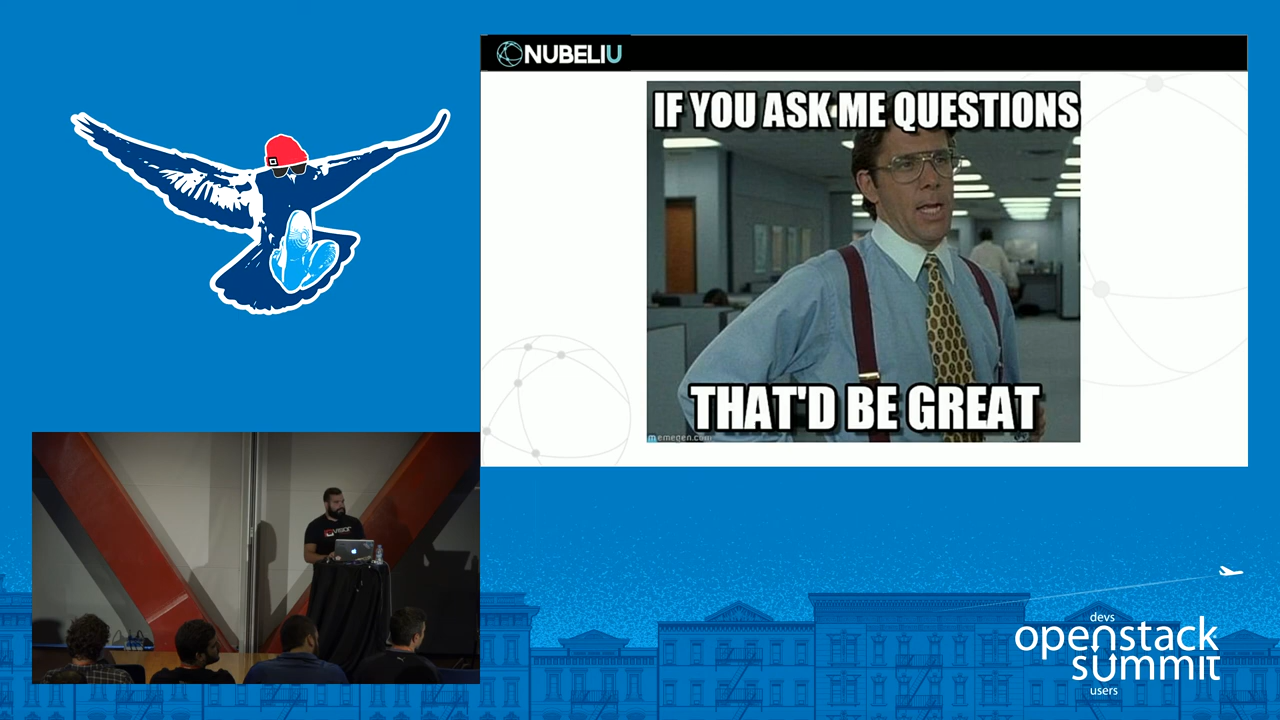 NUBELIU
IF YOU ASK ME QUESTIONS
THAT'D BE GREAT
memegen.com
devs
openstack
summit
users